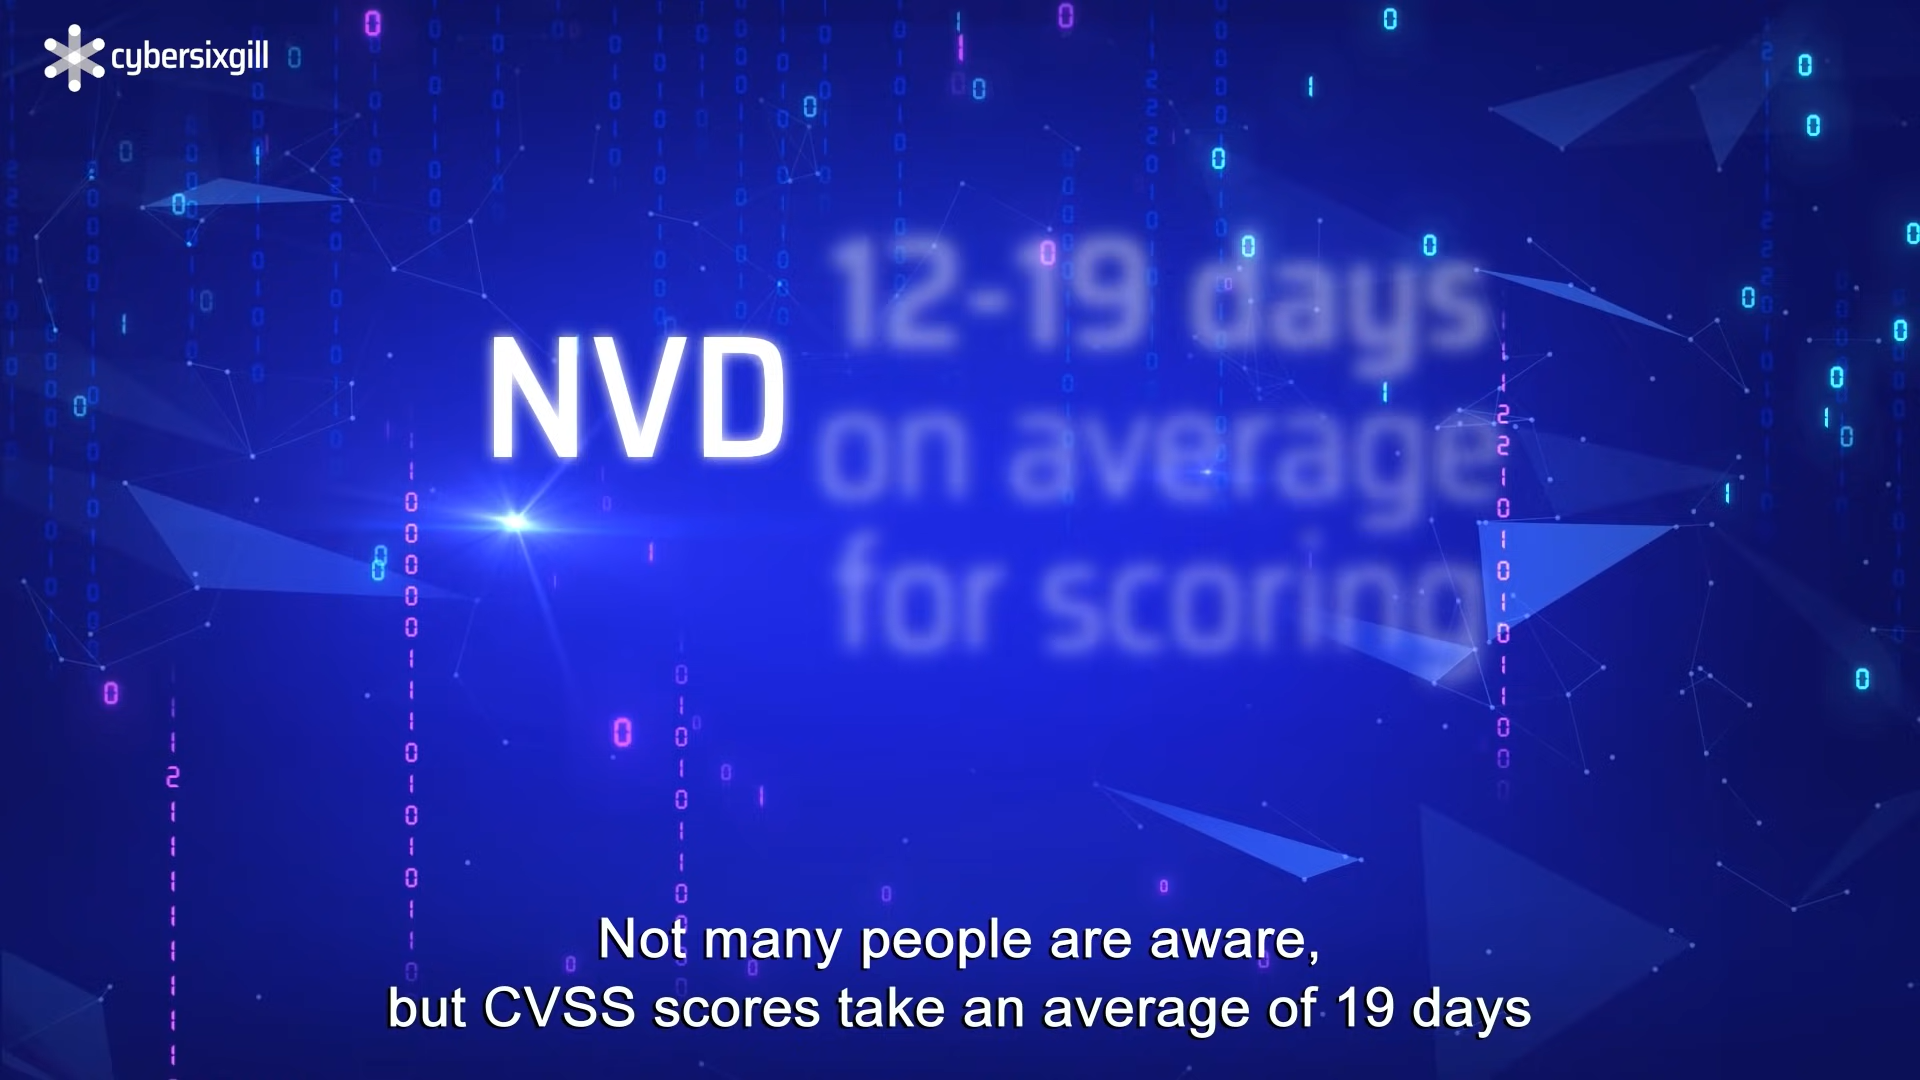 cybersixgill
NVD
12-19 days
on average
for scoring
Not many people are aware,
but CVSS scores take an average of 19 days